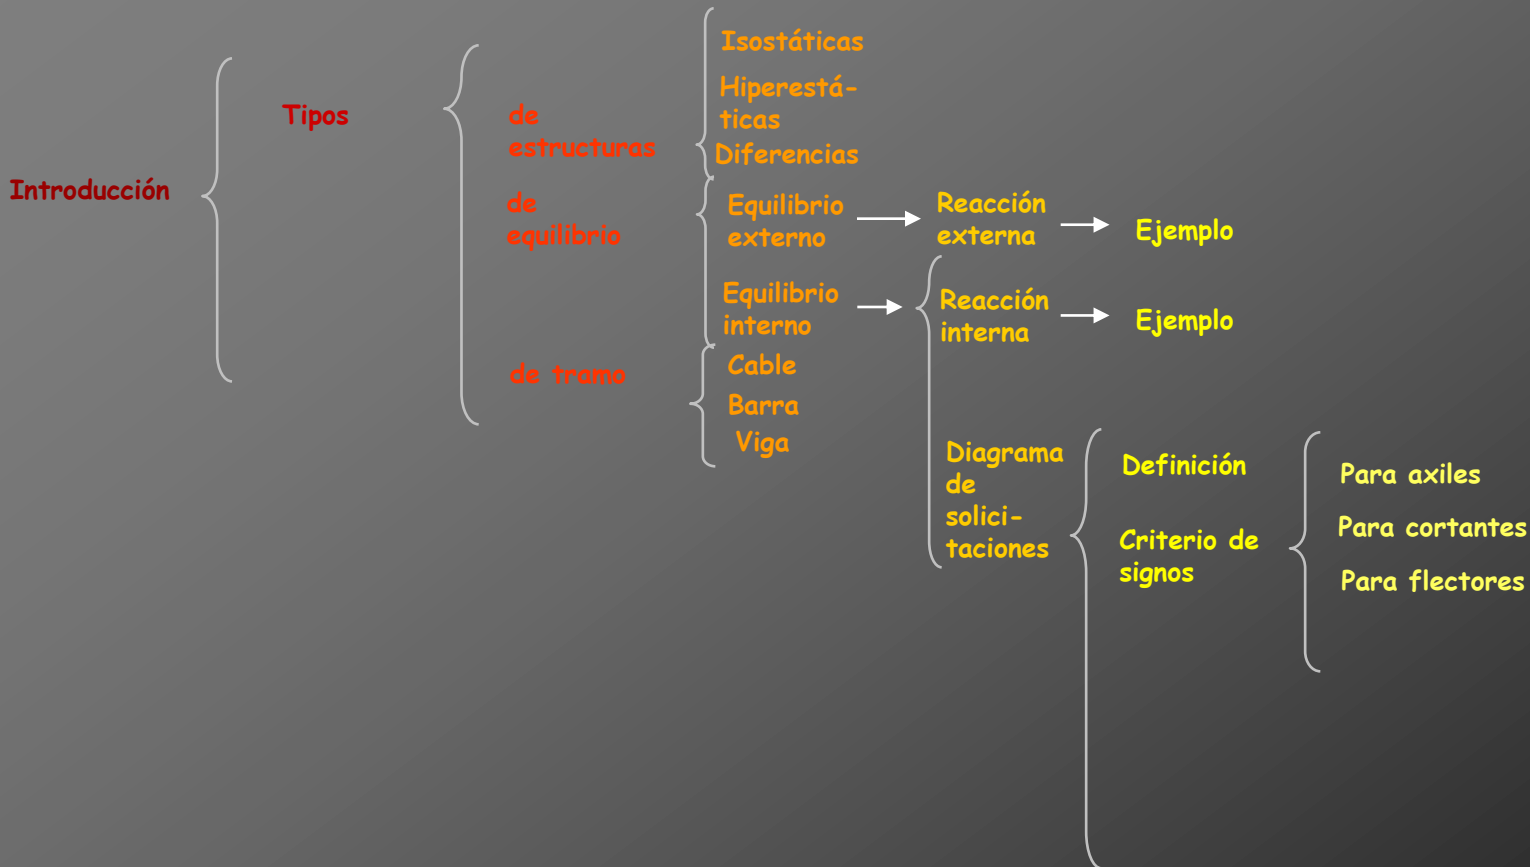 Introducción
Tipos
de
estructuras
Isostáticas
Hiperestá-
ticas
Diferencias
de
equilibrio
Equilibrio
externo
Reacción
externa
Ejemplo
Equilibrio
interno
Reacción
interna
Ejemplo
Diagrama
de
solici-
taciones
Definición
Criterio de
signos
Para axiles
Para cortantes
Para flectores
de tramo
Cable
Barra
Viga